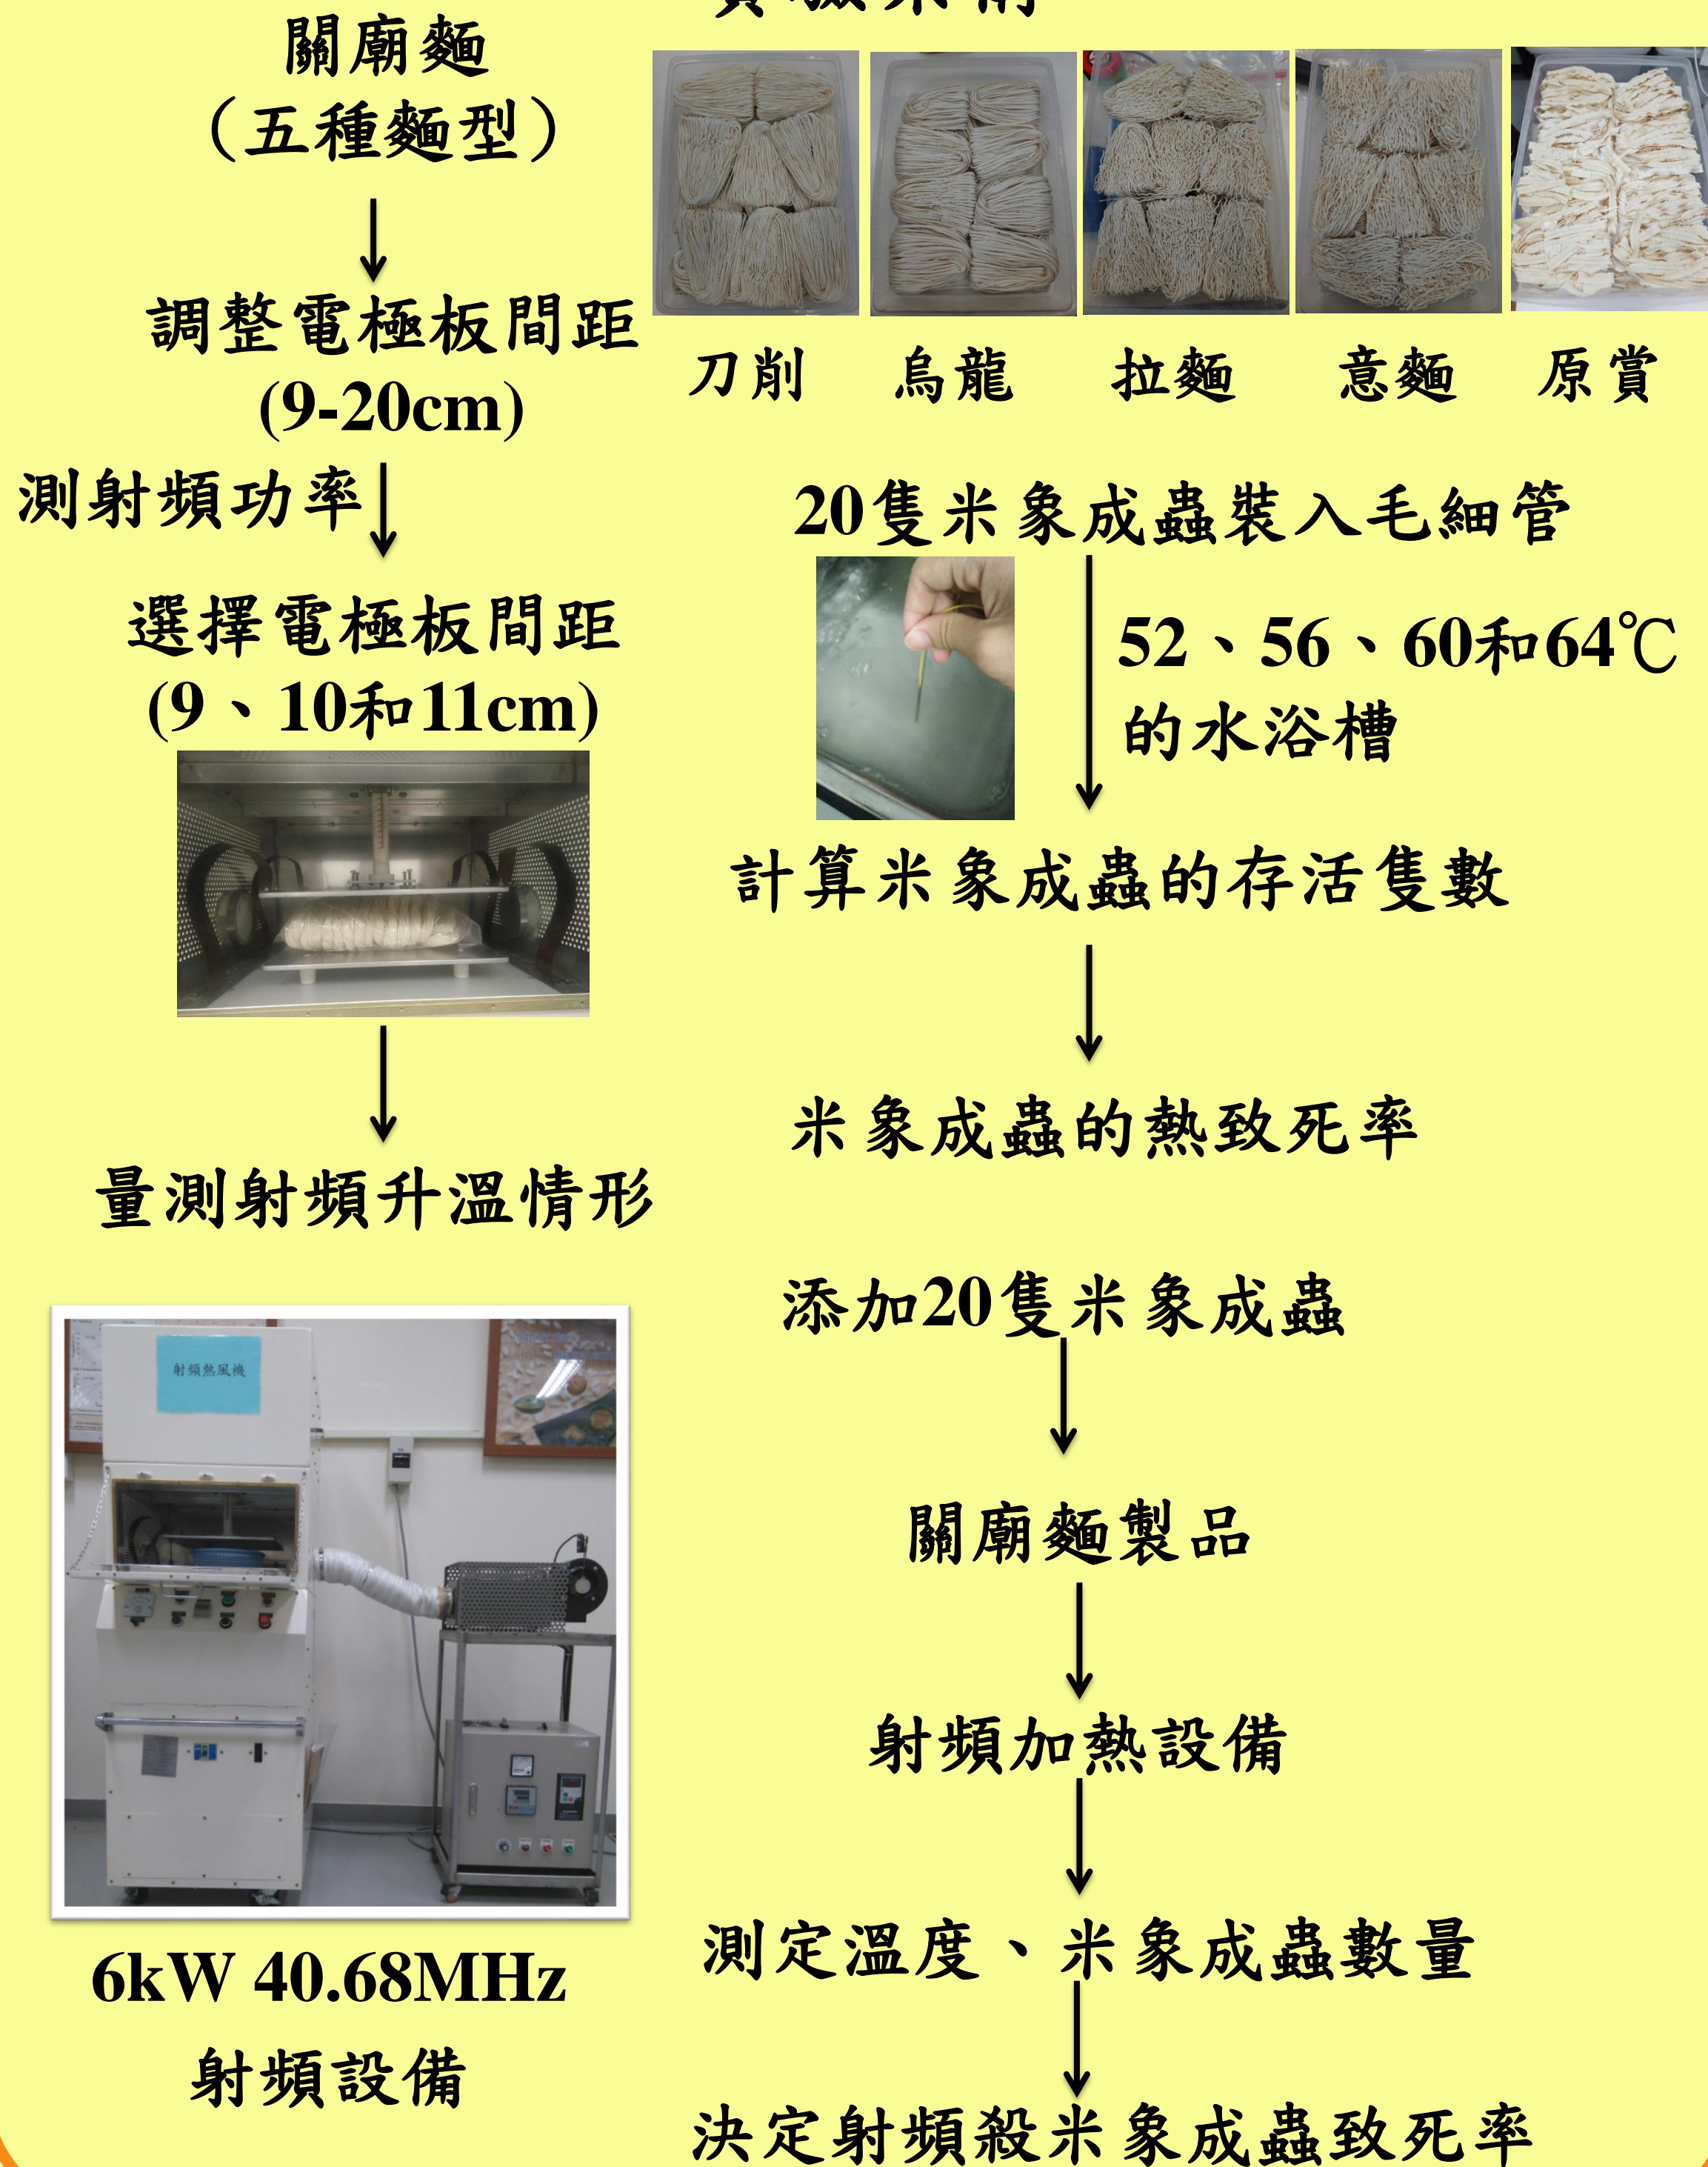 關廟麵
（五種麵型）
調整電極板間距
(9-20cm)
測射頻功率
選擇電極板間距
(9、10和11cm)
量測射頻升溫情形
射頻熱風機
6kW 40.68MHz
射頻設備
刀削
烏龍
拉麵
意麵
原賞
20隻米象成蟲裝入毛細管
52、56、60和64℃
的水浴槽
計算米象成蟲的存活隻數
米象成蟲的熱致死率
添加20隻米象成蟲
關廟麵製品
射頻加熱設備
測定溫度、米象成蟲數量
決定射頻殺米象成蟲致死率